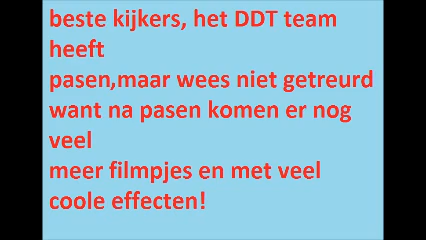 beste kijkers, het DDT team
heeft
pasen,maar wees niet getreurd
want na pasen komen er nog
veel
meer filmpjes en met veel
coole effecten!